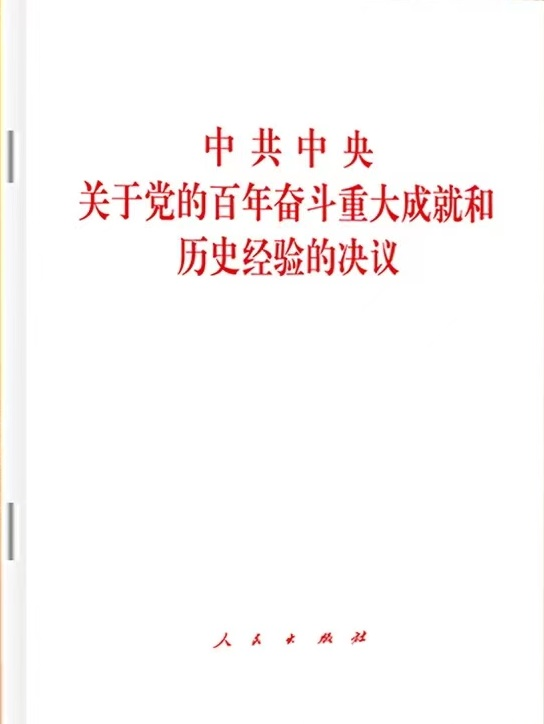 中共中央
关于党的百年奋斗重大成就和
历史经验的决议
人民出版社